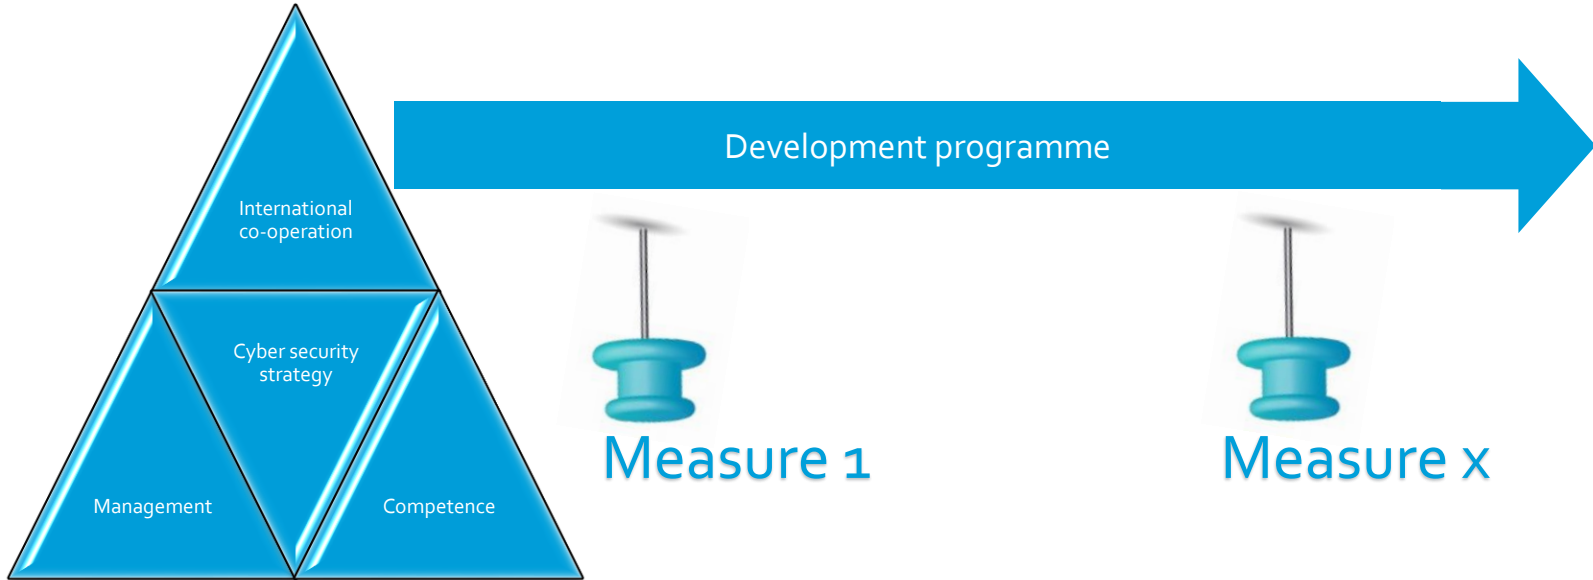 International
co-operation
Cyber security
strategy
Management
Competence
Development programme
Measure 1
Measure x